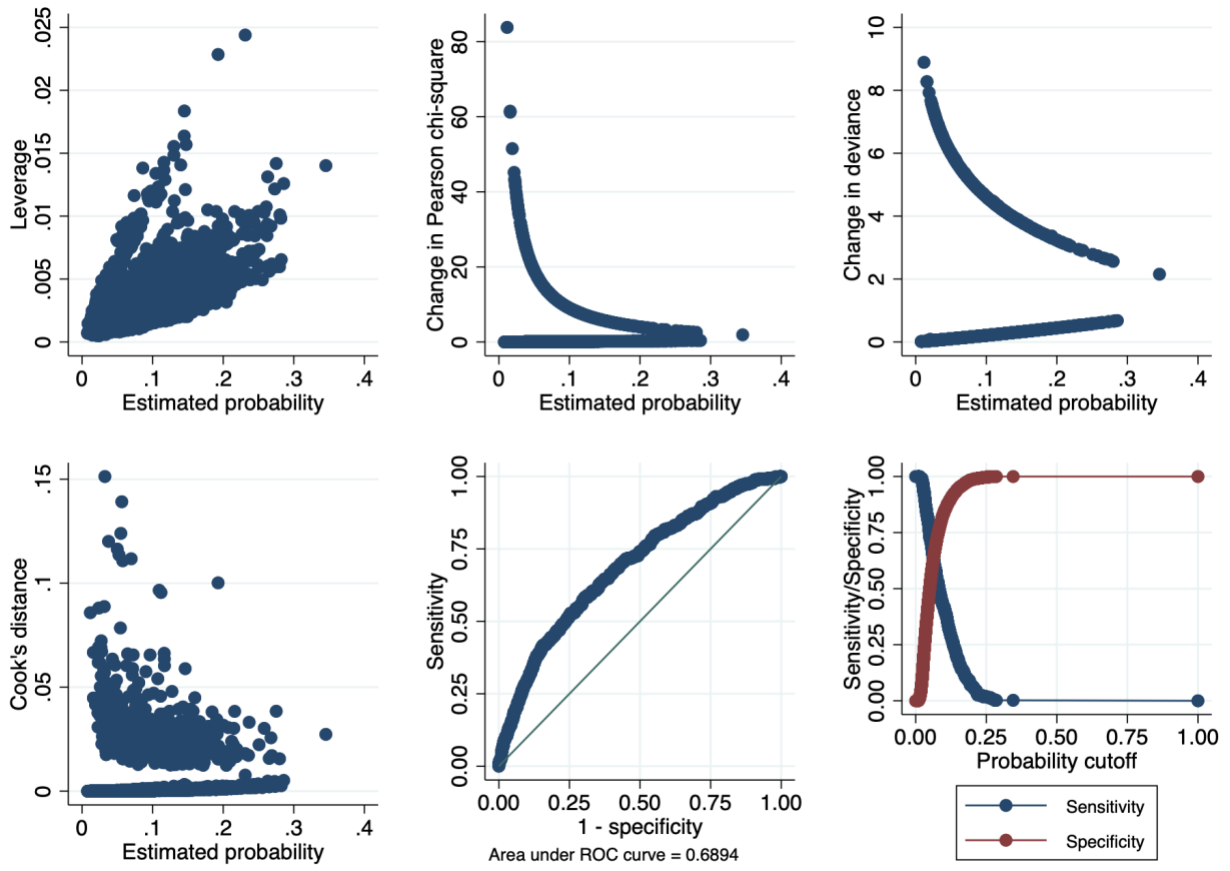 Leverage
0 .005 .01 .015 .02 .025
0 .1 .2 .3 .4
Estimated probability
Change in Pearson chi-square
0 20 40 60 80
0 .1 .2 .3 .4
Estimated probability
Change in deviance
0 2 4 6 8 10
0 .1 .2 .3 .4
Estimated probability
Cook's distance
0 .05 .1 .15
0 .1 .2 .3 .4
Estimated probability
Sensitivity
0.00 0.25 0.50 0.75 1.00
0.00 0.25 0.50 0.75 1.00
1 - specificity
Area under ROC curve = 0.6894
Sensitivity/Specificity
0.00 0.25 0.50 0.75 1.00
0.00 0.25 0.50 0.75 1.00
Probability cutoff
Sensitivity
Specificity